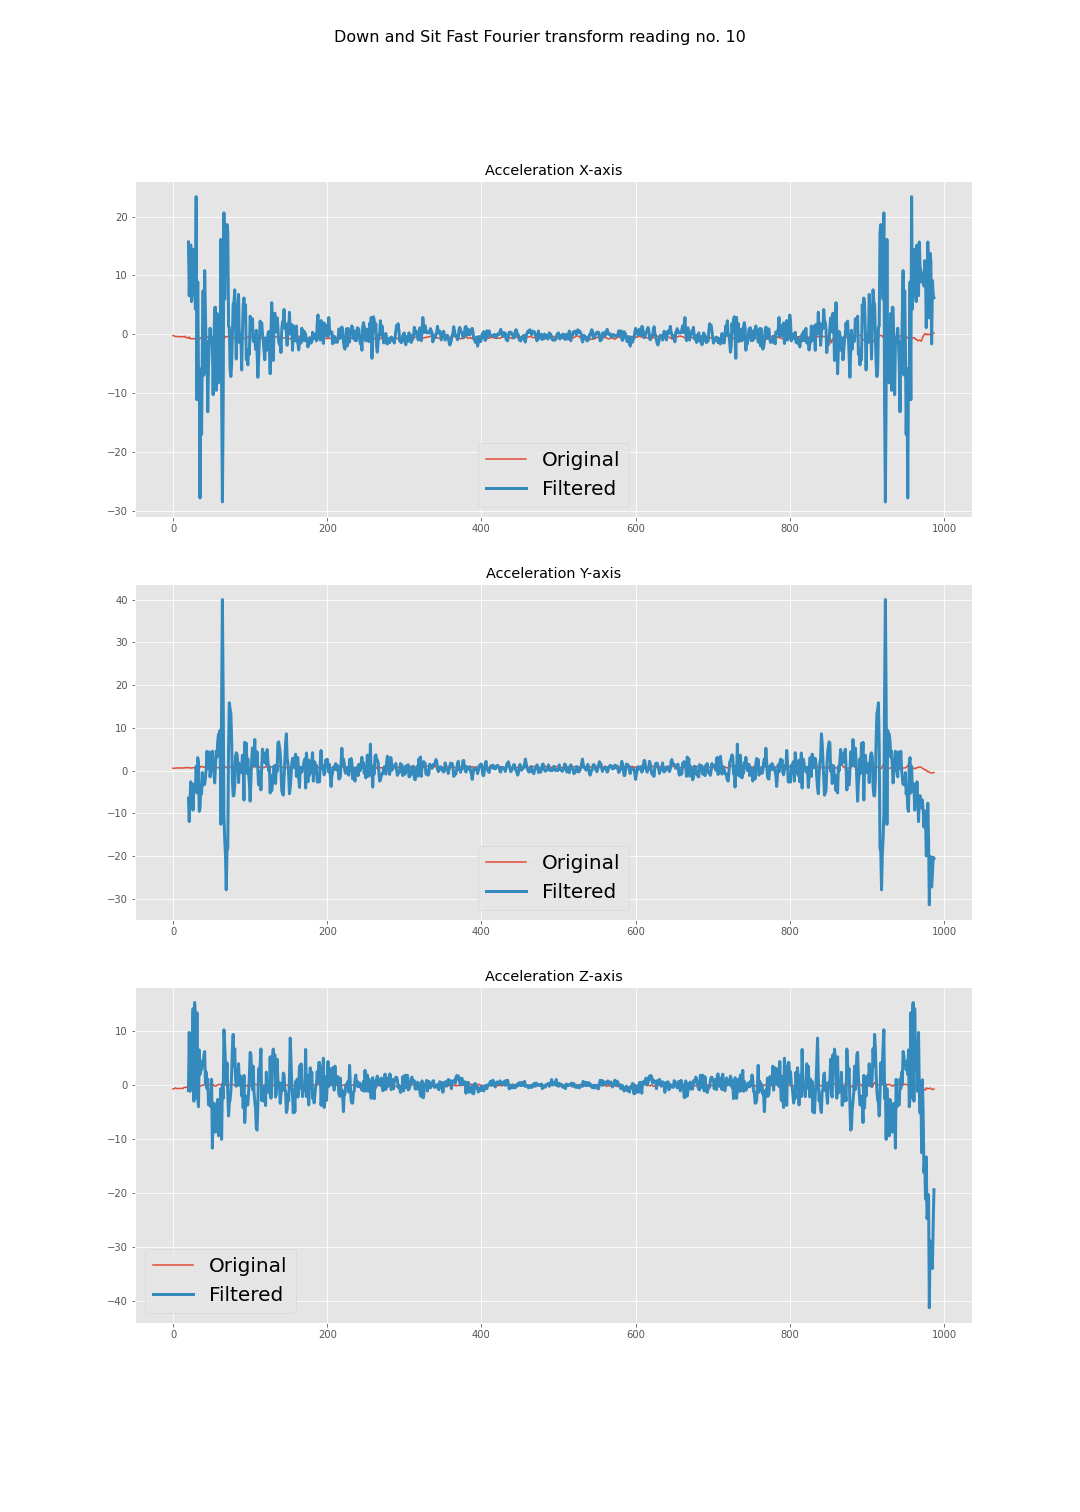 Down and Sit Fast Fourier transform reading no. 10
Acceleration X-axis
20
10
0
−10
−20
−30
Original
Filtered
0 200 400 600 800 1000
Acceleration Y-axis
40
30
20
10
0
−10
−20
−30
Original
Filtered
0 200 400 600 800 1000
Acceleration Z-axis
10
0
−10
−20
−30
−40
Original
Filtered
0 200 400 600 800 1000